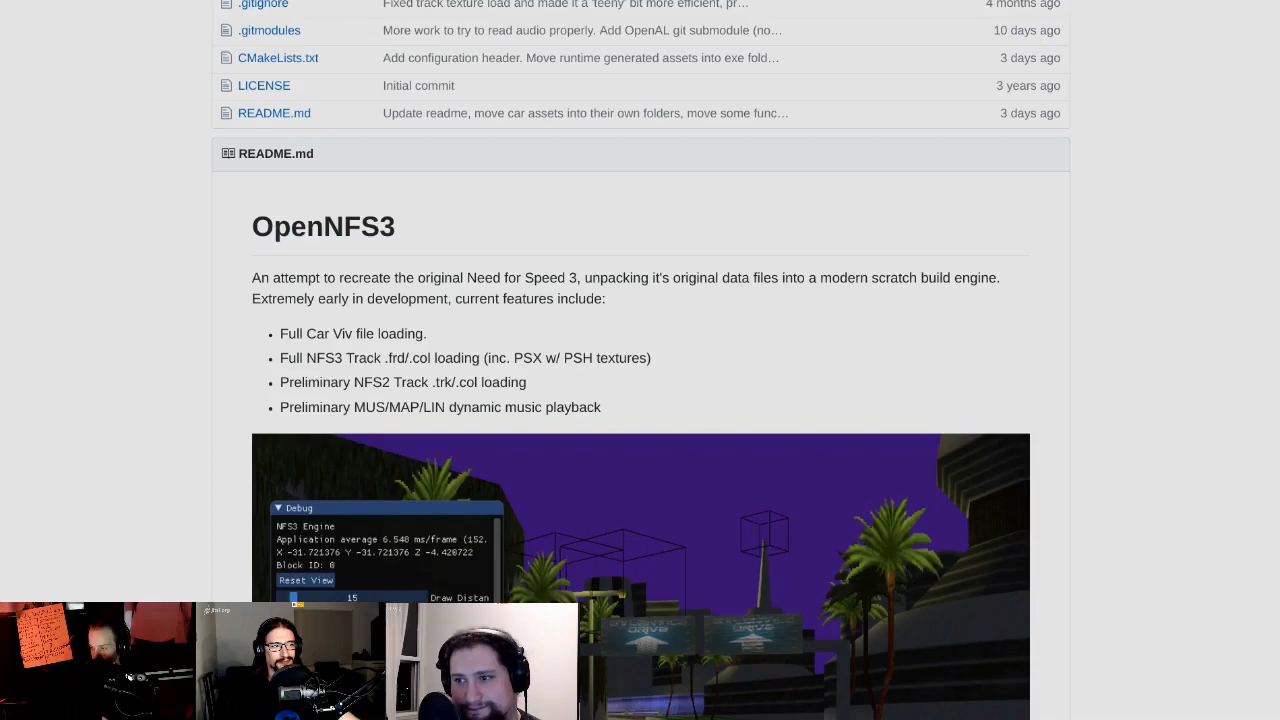 .gitignore Fixed track texture load and made it a 'teeny' bit more efficient, pr… 4 months ago
.gitmodules More work to try to read audio properly. Add OpenAL git submodule (no… 10 days ago
CMakeLists.txt Add configuration header. Move runtime generated assets into exe fold… 3 days ago
LICENSE Initial commit 3 years ago
README.md Update readme, move car assets into their own folders, move some func… 3 days ago
README.md
OpenNFS3
An attempt to recreate the original Need for Speed 3, unpacking it's original data files into a modern scratch build engine.
Extremely early in development, current features include:
• Full Car Viv file loading.
• Full NFS3 Track .frd/.col loading (inc. PSX w/ PSH textures)
• Preliminary NFS2 Track .trk/.col loading
• Preliminary MUS/MAP/LIN dynamic music playback
Debug
NFS3 Engine
Application average 6.540 ms/frame (152.
X -31.721376 Y -31.721376 Z -4.420722
Block ID: 0
Reset View
15 Draw Distan